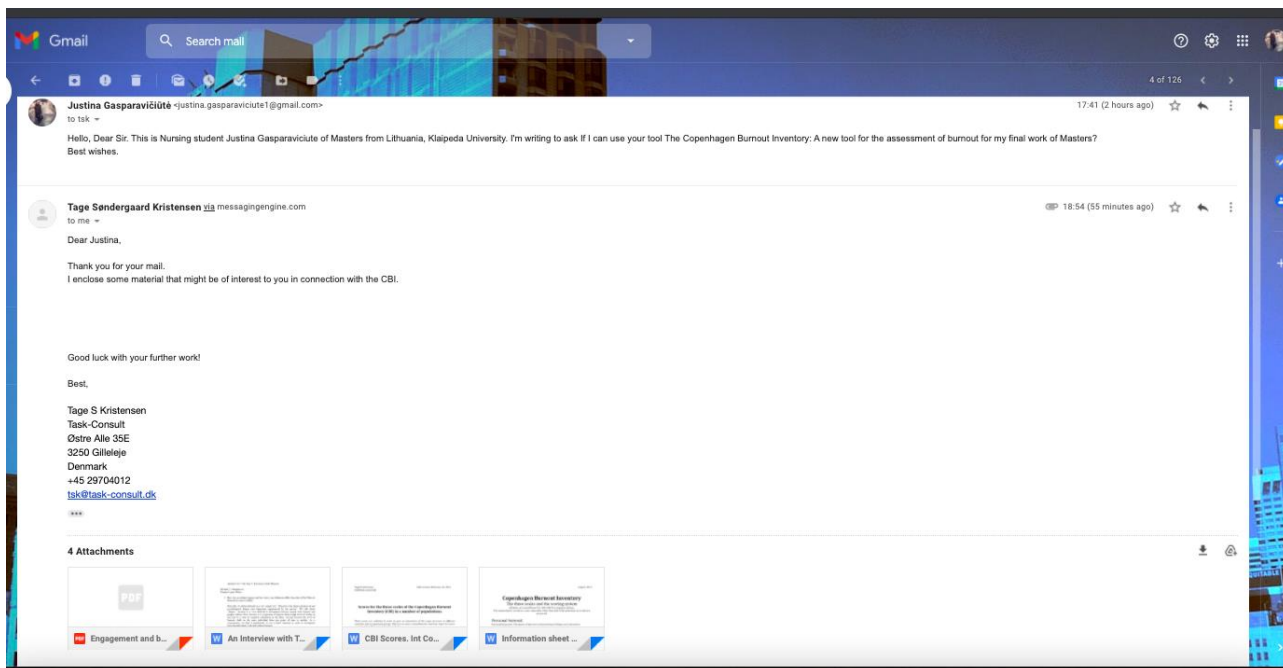 Gmail
Search mail
4 of 126
Justina Gasparavičiūtė <justina.gasparaviciute1@gmail.com>
17:41 (2 hours ago)
to tsk
Hello, Dear Sir. This is Nursing student Justina Gasparaviciute of Masters from Lithuania, Klaipeda University. I'm writing to ask If I can use your tool The Copenhagen Burnout Inventory: A new tool for the assessment of burnout for my final work of Masters?
Best wishes.
Tage Søndergaard Kristensen via messagingengine.com
18:54 (55 minutes ago)
to me
Dear Justina,
Thank you for your mail.
I enclose some material that might be of interest to you in connection with the CBI.
Good luck with your further work!
Best,
Tage S Kristensen
Task-Consult
Østre Alle 35E
3250 Gilleleje
Denmark
+45 29704012
tsk@task-consult.dk
4 Attachments
PDF
Copenhagen Burnout Inventory
PDF Engagement and b...
W An Interview with T...
W CBI Scores. Int Co...
W Information sheet ...